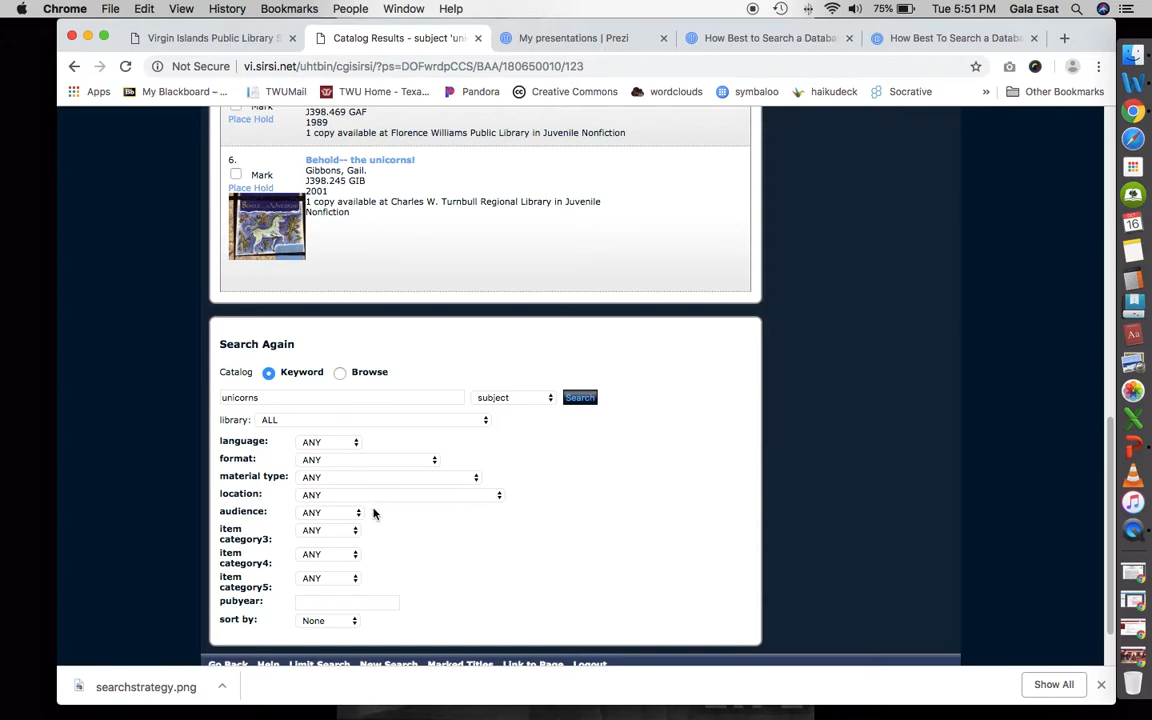 Chrome File Edit View History Bookmarks People Window Help 75% Tue 5:51 PM Gala Esat
Virgin Islands Public Library S
Catalog Results - subject 'uni
My presentations | Prezi
How Best to Search a Databa
How Best To Search a Databa
Not Secure | vi.sirsi.net/uhtbin/cgisirsi/?ps=DOFwrdpCCS/BAA/180650010/123
Apps My Blackboard – ... TWUMail TWU Home - Texa... Pandora Creative Commons wordclouds symbaloo haikudeck Socrative » Other Bookmarks
Mark
J398.469 GAF
Place Hold
1989
1 copy available at Florence Williams Public Library in Juvenile Nonfiction
6.
Behold-- the unicorns!
Mark
Gibbons, Gail.
J398.245 GIB
Place Hold
2001
1 copy available at Charles W. Turnbull Regional Library in Juvenile
Nonfiction
Search Again
Catalog Keyword Browse
unicorns subject Search
library: ALL
language: ANY
format: ANY
material type: ANY
location: ANY
audience: ANY
item
category3: ANY
item
category4: ANY
item
category5: ANY
pubyear:
sort by: None
Go Back Help Limit Search New Search Marked Titles Link to Page Logout
searchstrategy.png
Show All